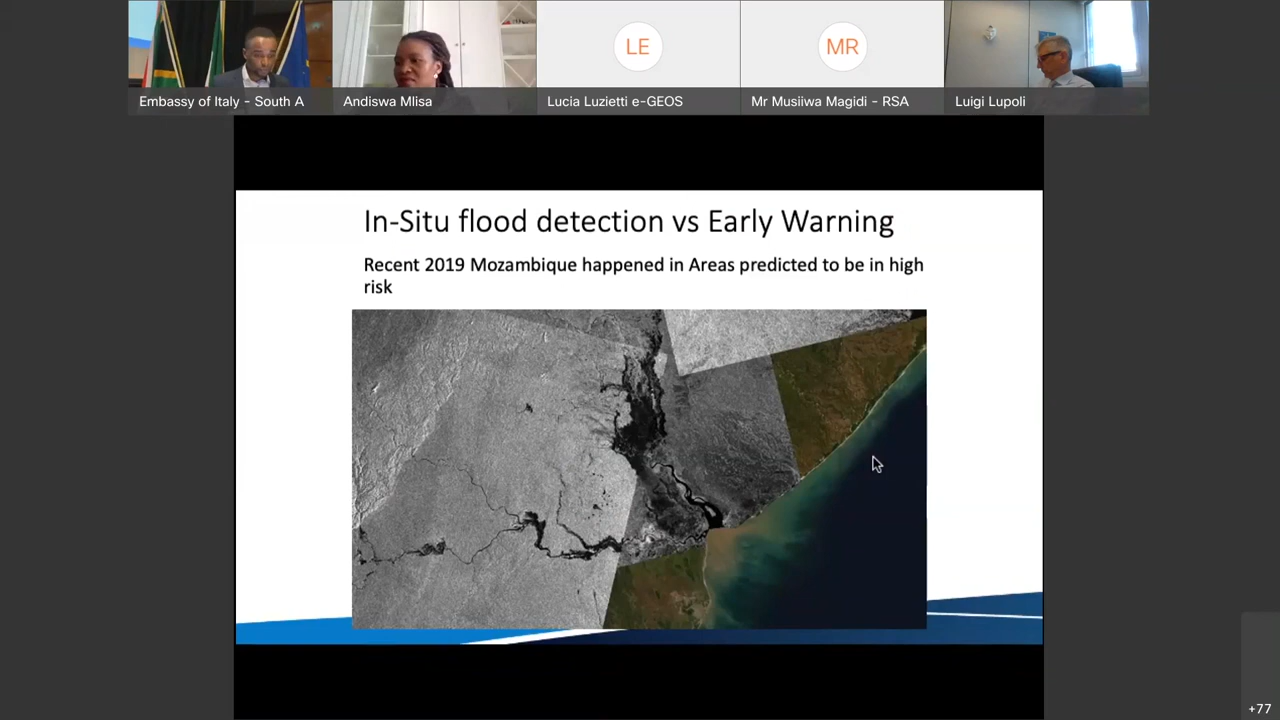 LE
MR
Embassy of Italy - South A
Andiswa Mlisa
Lucia Luzietti e-GEOS
Mr Musiiwa Magidi - RSA
Luigi Lupoli
In-Situ flood detection vs Early Warning
Recent 2019 Mozambique happened in Areas predicted to be in high
risk
+77